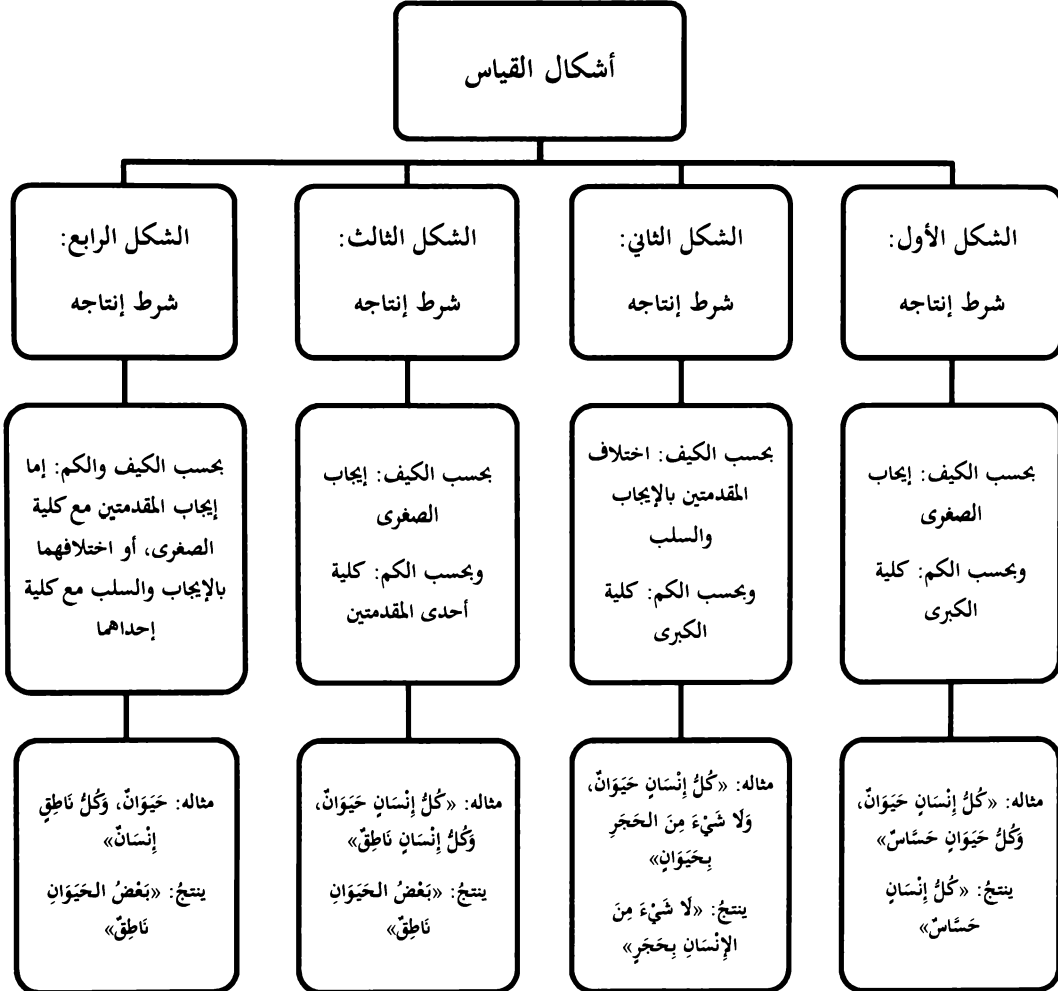 أشكال القياس
الشكل الأول:
شرط إنتاجه
بحسب الكيف: إيجاب
الصغرى
وبحسب الكم: كلية
الكبرى
مثاله: «كُلُّ إِنْسَانٍ حَيَوَانٌ،
وَكُلُّ حَيَوَانٍ حَسَّاسٌ»
ينتجُ: «كُلُّ إِنْسَانٍ
حَسَّاسٌ»
الشكل الثاني:
شرط إنتاجه
بحسب الكيف: اختلاف
المقدمتين بالإيجاب
والسلب
وبحسب الكم: كلية
الكبرى
مثاله: «كُلُّ إِنْسَانٍ حَيَوَانٌ،
وَلَا شَيْءَ مِنَ الحَجَرِ
بِحَيَوَانٍ»
ينتجُ: «لَا شَيْءَ مِنَ
الإِنْسَانِ بِحَجَرٍ»
الشكل الثالث:
شرط إنتاجه
بحسب الكيف: إيجاب
الصغرى
وبحسب الكم: كلية
أحدى المقدمتين
مثاله: «كُلُّ إِنْسَانٍ حَيَوَانٌ،
وَكُلُّ إِنْسَانٍ نَاطِقٌ»
ينتجُ: «بَعْضُ الحَيَوَانِ
نَاطِقٌ»
الشكل الرابع:
شرط إنتاجه
بحسب الكيف والكم: إما
إيجاب المقدمتين مع كلية
الصغرى، أو اختلافهما
بالإيجاب والسلب مع كلية
إحداهما
مثاله: حَيَوَانٌ، وَكُلُّ نَاطِقٍ
إِنْسَانٌ»
ينتجُ: «بَعْضُ الحَيَوَانِ
نَاطِقٌ»